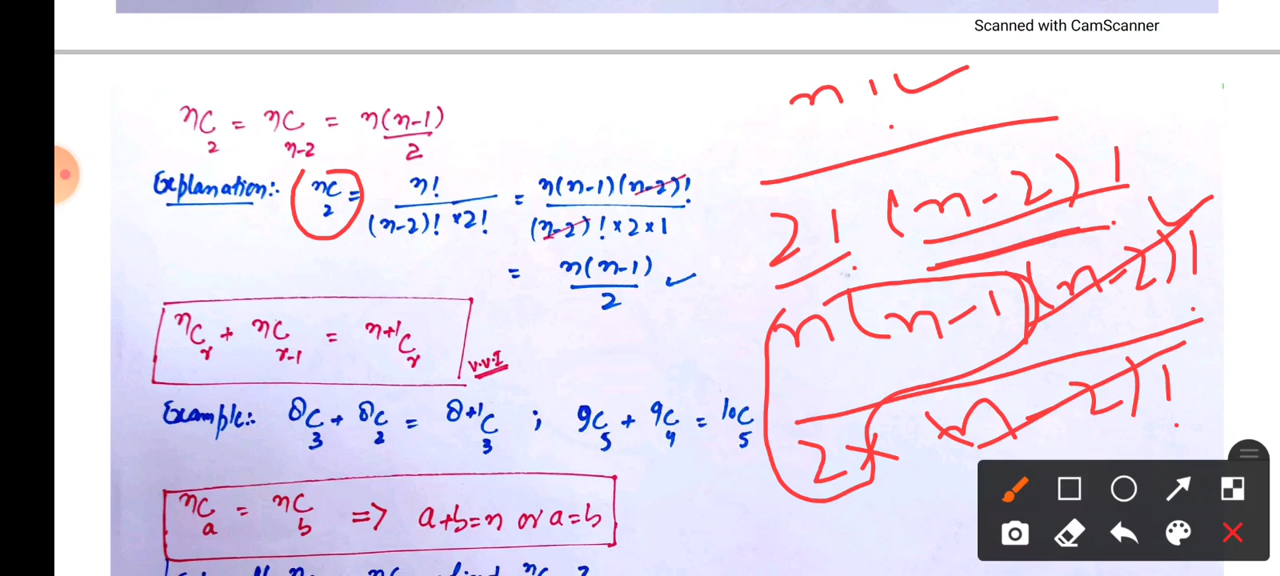 Scanned with CamScanner
nC₂ = nC n-2 = n(n-1)/2
Explanation:- nC₂ = n!/((n-2)! × 2!) = n(n-1)(n-2)!/((n-2)! × 2 × 1)
= n(n-1)/2 ✓
nCr + nC r-1 = n+1Cr
V.V.I
Example:- 8C₃ + 8C₂ = 8+1C₃ ; 9C₅ + 9C₄ = 10C₅
nCa = nCb => a+b=n or a=b
n! ✓
2! (n-2)!
n(n-1)(n-2)!
2 × n-2)!